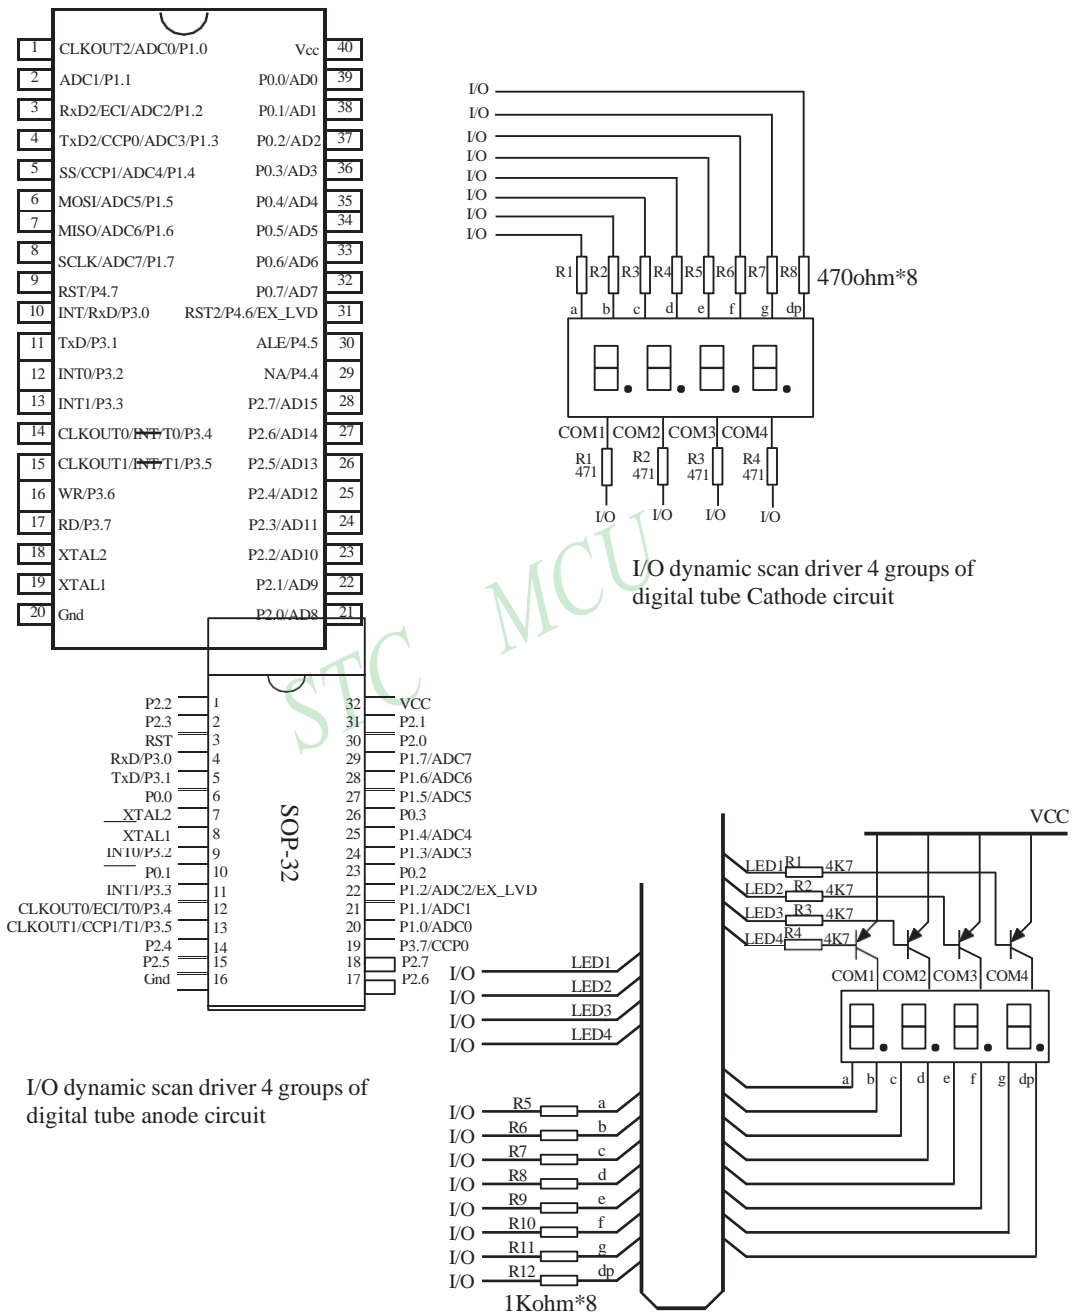 1 CLKOUT2/ADC0/P1.0 Vcc 40
2 ADC1/P1.1 P0.0/AD0 39
3 RxD2/ECI/ADC2/P1.2 P0.1/AD1 38
4 TxD2/CCP0/ADC3/P1.3 P0.2/AD2 37
5 SS/CCP1/ADC4/P1.4 P0.3/AD3 36
6 MOSI/ADC5/P1.5 P0.4/AD4 35
7 MISO/ADC6/P1.6 P0.5/AD5 34
8 SCLK/ADC7/P1.7 P0.6/AD6 33
9 RST/P4.7 P0.7/AD7 32
10 INT/RxD/P3.0 RST2/P4.6/EX_LVD 31
11 TxD/P3.1 ALE/P4.5 30
12 INT0/P3.2 NA/P4.4 29
13 INT1/P3.3 P2.7/AD15 28
14 CLKOUT0/INT/T0/P3.4 P2.6/AD14 27
15 CLKOUT1/INT/T1/P3.5 P2.5/AD13 26
16 WR/P3.6 P2.4/AD12 25
17 RD/P3.7 P2.3/AD11 24
18 XTAL2 P2.2/AD10 23
19 XTAL1 P2.1/AD9 22
20 Gnd P2.0/AD8 21
I/O
I/O
I/O
I/O
I/O
I/O
I/O
I/O
R1 R2 R3 R4 R5 R6 R7 R8 470ohm*8
a b c d e f g dp
COM1 COM2 COM3 COM4
R1 R2 R3 R4
471 471 471 471
I/O I/O I/O I/O
I/O dynamic scan driver 4 groups of
digital tube Cathode circuit
STC MCU
P2.2 1 32 VCC
P2.3 2 31 P2.1
RST 3 30 P2.0
RxD/P3.0 4 29 P1.7/ADC7
TxD/P3.1 5 28 P1.6/ADC6
P0.0 6 27 P1.5/ADC5
XTAL2 7 26 P0.3
XTAL1 8 25 P1.4/ADC4
INT0/P3.2 9 24 P1.3/ADC3
P0.1 10 23 P0.2
INT1/P3.3 11 22 P1.2/ADC2/EX_LVD
CLKOUT0/ECI/T0/P3.4 12 21 P1.1/ADC1
CLKOUT1/CCP1/T1/P3.5 13 20 P1.0/ADC0
P2.4 14 19 P3.7/CCP0
P2.5 15 18 P2.7
Gnd 16 17 P2.6
SOP-32
I/O dynamic scan driver 4 groups of
digital tube anode circuit
VCC
LED1 R1 4K7
LED2 R2 4K7
LED3 R3 4K7
LED4 R4 4K7
COM1 COM2 COM3 COM4
a b c d e f g dp
I/O LED1
I/O LED2
I/O LED3
I/O LED4
I/O R5 a
I/O R6 b
I/O R7 c
I/O R8 d
I/O R9 e
I/O R10 f
I/O R11 g
I/O R12 dp
1Kohm*8